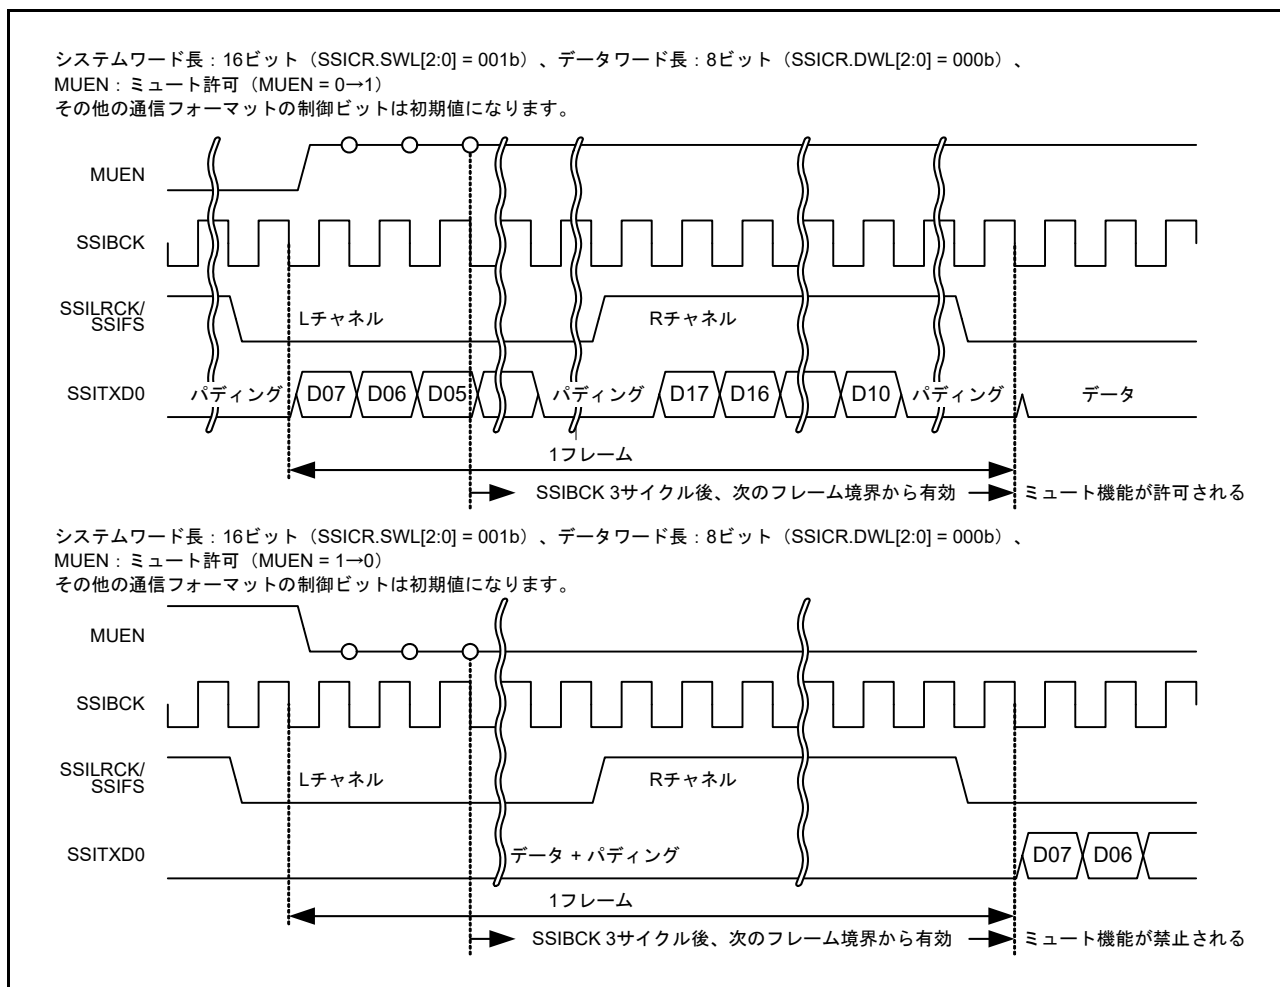 システムワード長：16ビット（SSICR.SWL[2:0] = 001b）、データワード長：8ビット（SSICR.DWL[2:0] = 000b）、
MUEN：ミュート許可（MUEN = 0→1）
その他の通信フォーマットの制御ビットは初期値になります。
MUEN
SSIBCK
SSILRCK/
SSIFS
Lチャネル
Rチャネル
SSITXD0
パディング
D07
D06
D05
パディング
D17
D16
D10
パディング
データ
1フレーム
SSIBCK 3サイクル後、次のフレーム境界から有効
ミュート機能が許可される
システムワード長：16ビット（SSICR.SWL[2:0] = 001b）、データワード長：8ビット（SSICR.DWL[2:0] = 000b）、
MUEN：ミュート許可（MUEN = 1→0）
その他の通信フォーマットの制御ビットは初期値になります。
MUEN
SSIBCK
SSILRCK/
SSIFS
Lチャネル
Rチャネル
SSITXD0
データ + パディング
D07
D06
1フレーム
SSIBCK 3サイクル後、次のフレーム境界から有効
ミュート機能が禁止される